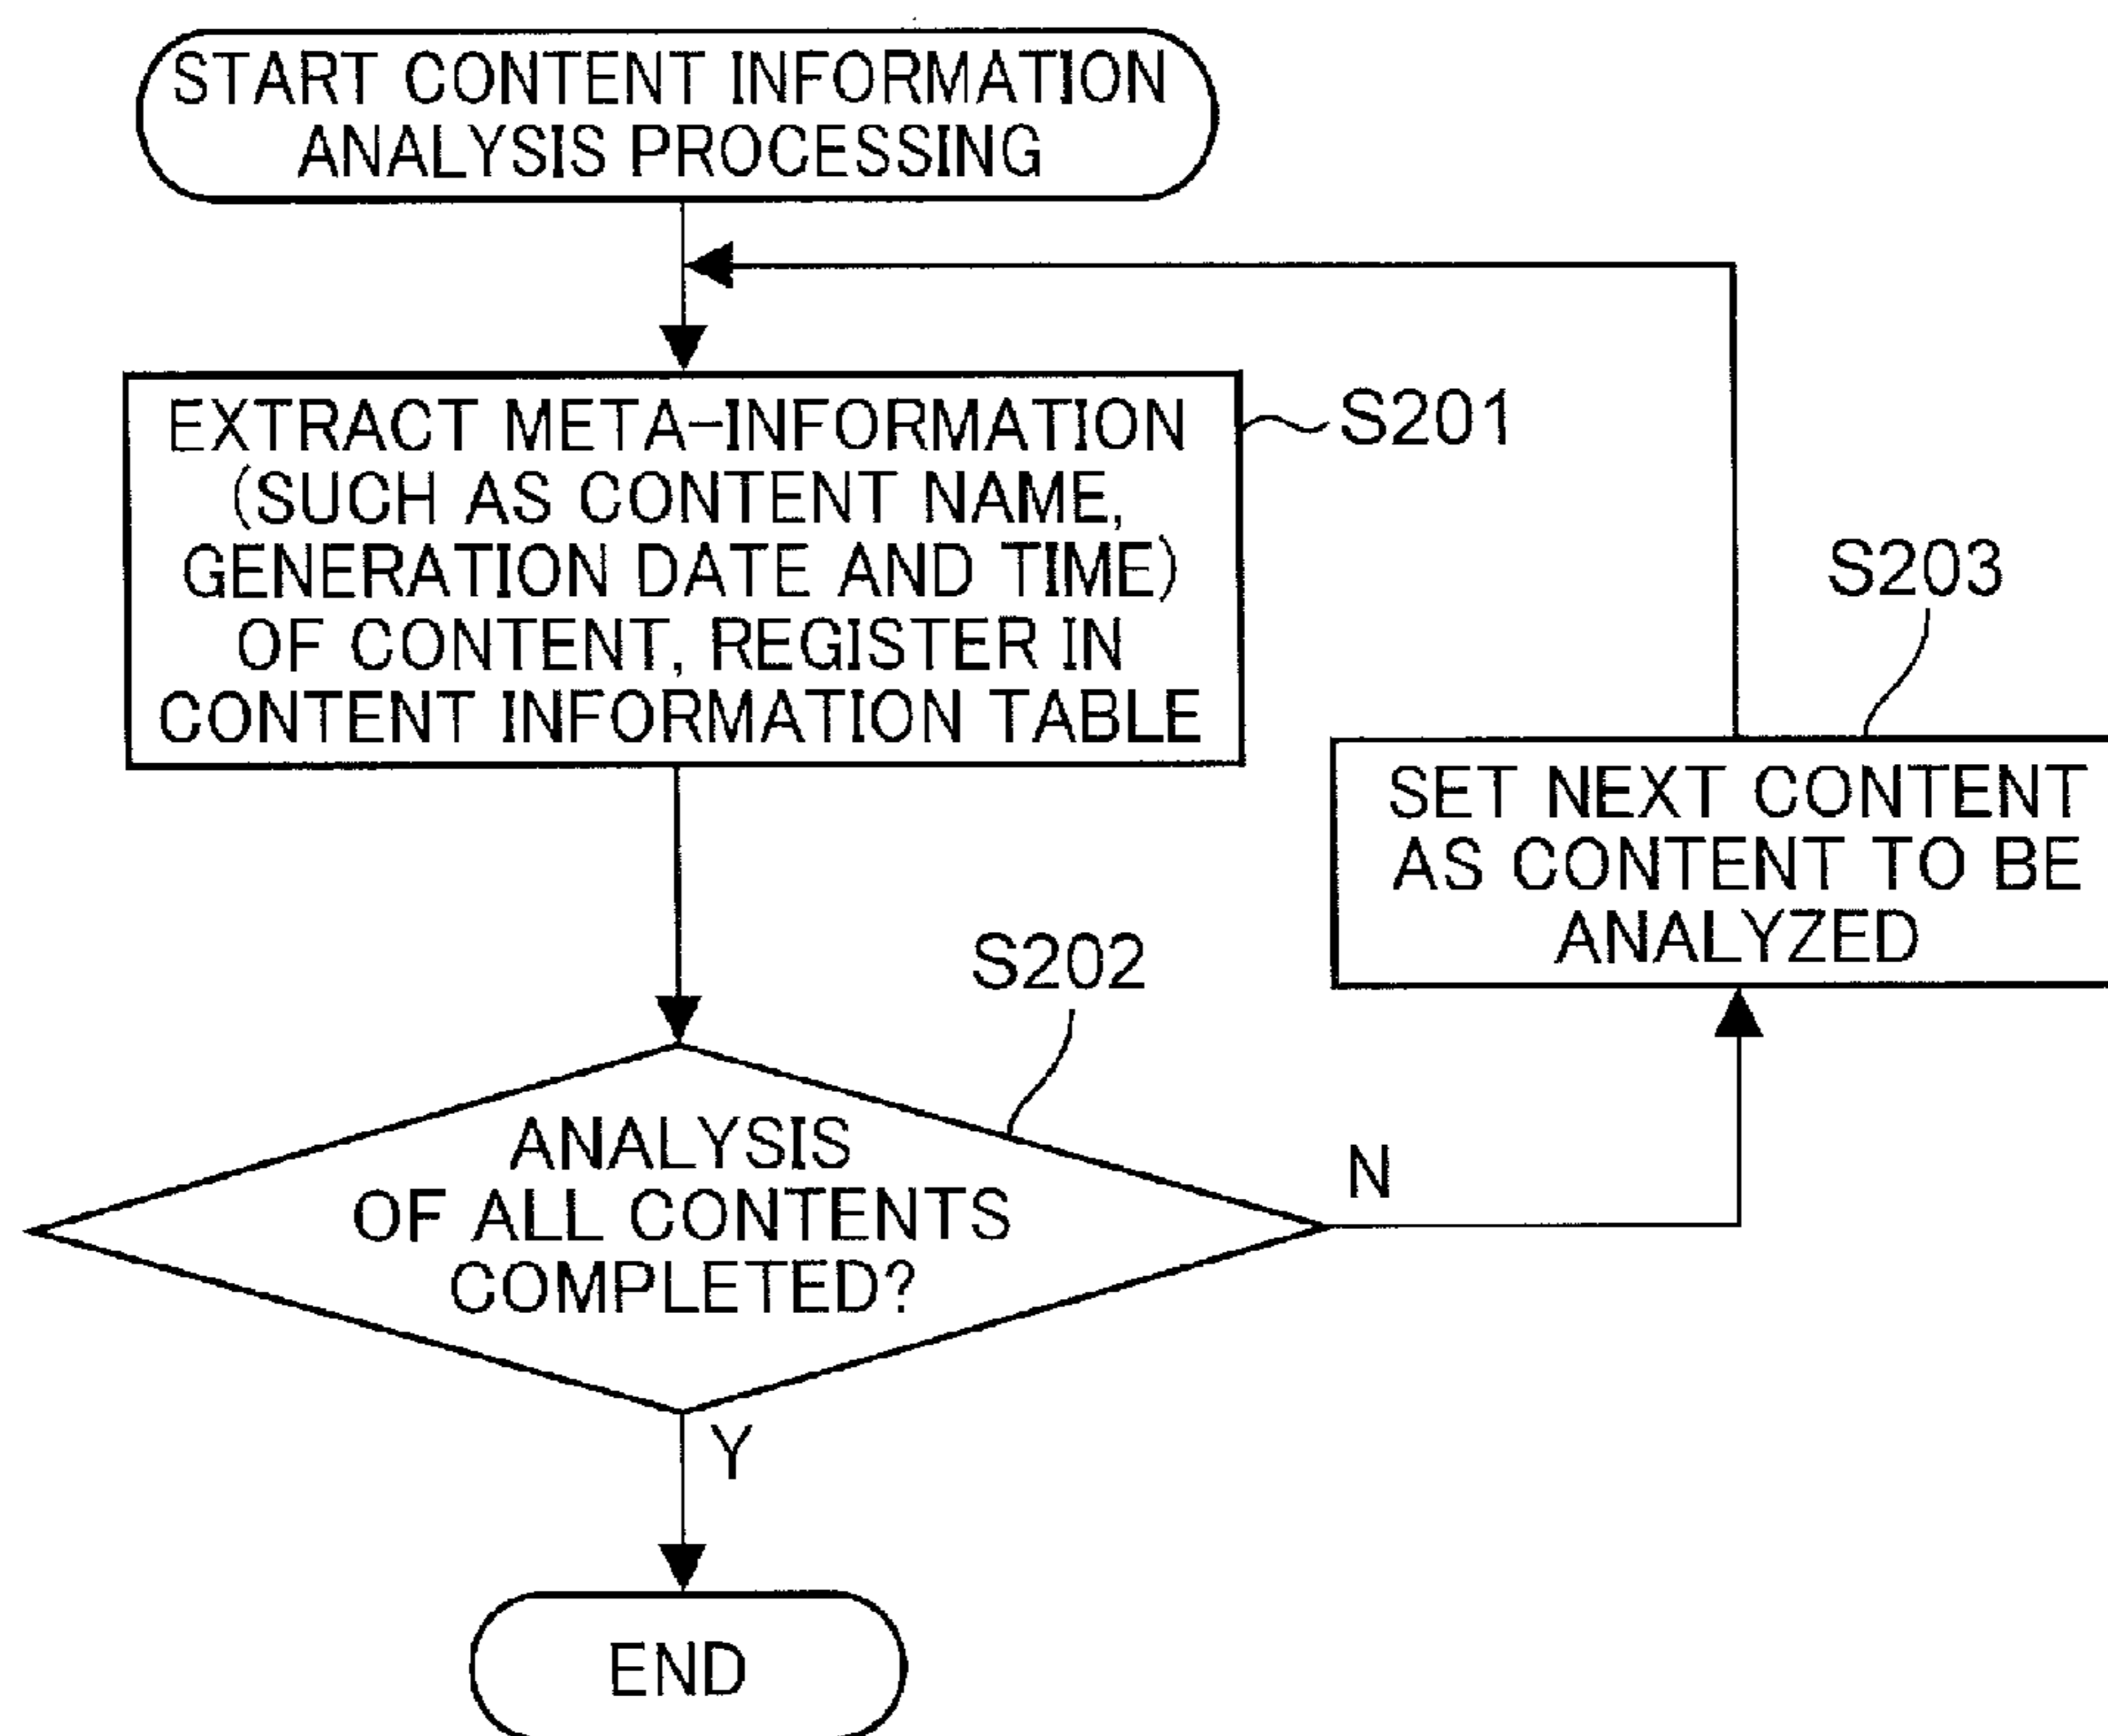 START CONTENT INFORMATION
ANALYSIS PROCESSING
EXTRACT META-INFORMATION
(SUCH AS CONTENT NAME,
GENERATION DATE AND TIME)
OF CONTENT, REGISTER IN
CONTENT INFORMATION TABLE
S201
S203
SET NEXT CONTENT
AS CONTENT TO BE
ANALYZED
S202
ANALYSIS
OF ALL CONTENTS
COMPLETED?
N
Y
END